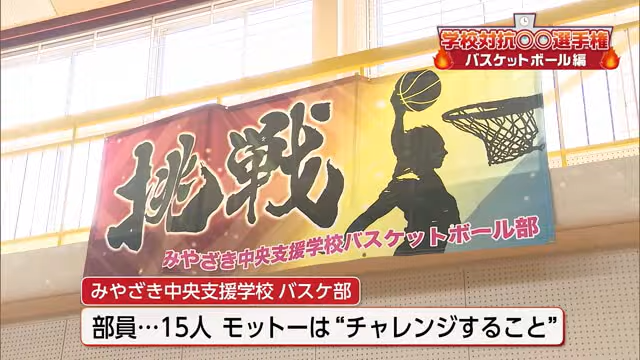 学校対抗〇〇選手権
バスケットボール編
挑戦
みやざき中央支援学校バスケットボール部
みやざき中央支援学校 バスケ部
部員…15人 モットーは“チャレンジすること”